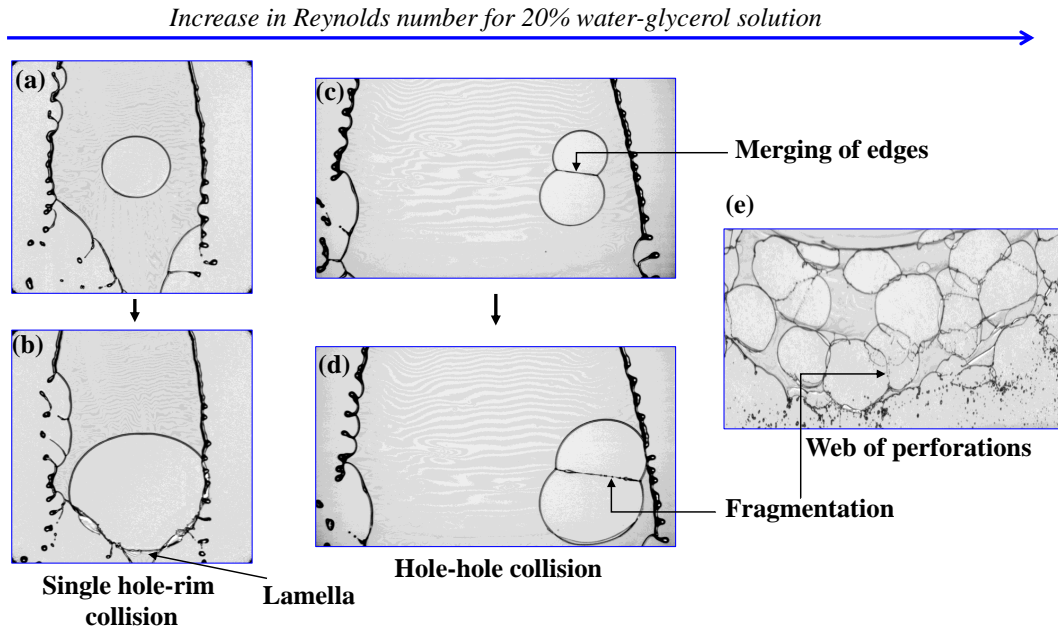 Increase in Reynolds number for 20% water-glycerol solution
(a)
(c)
Merging of edges
(e)
(b)
(d)
Web of perforations
Fragmentation
Hole-hole collision
Single hole-rim
collision
Lamella